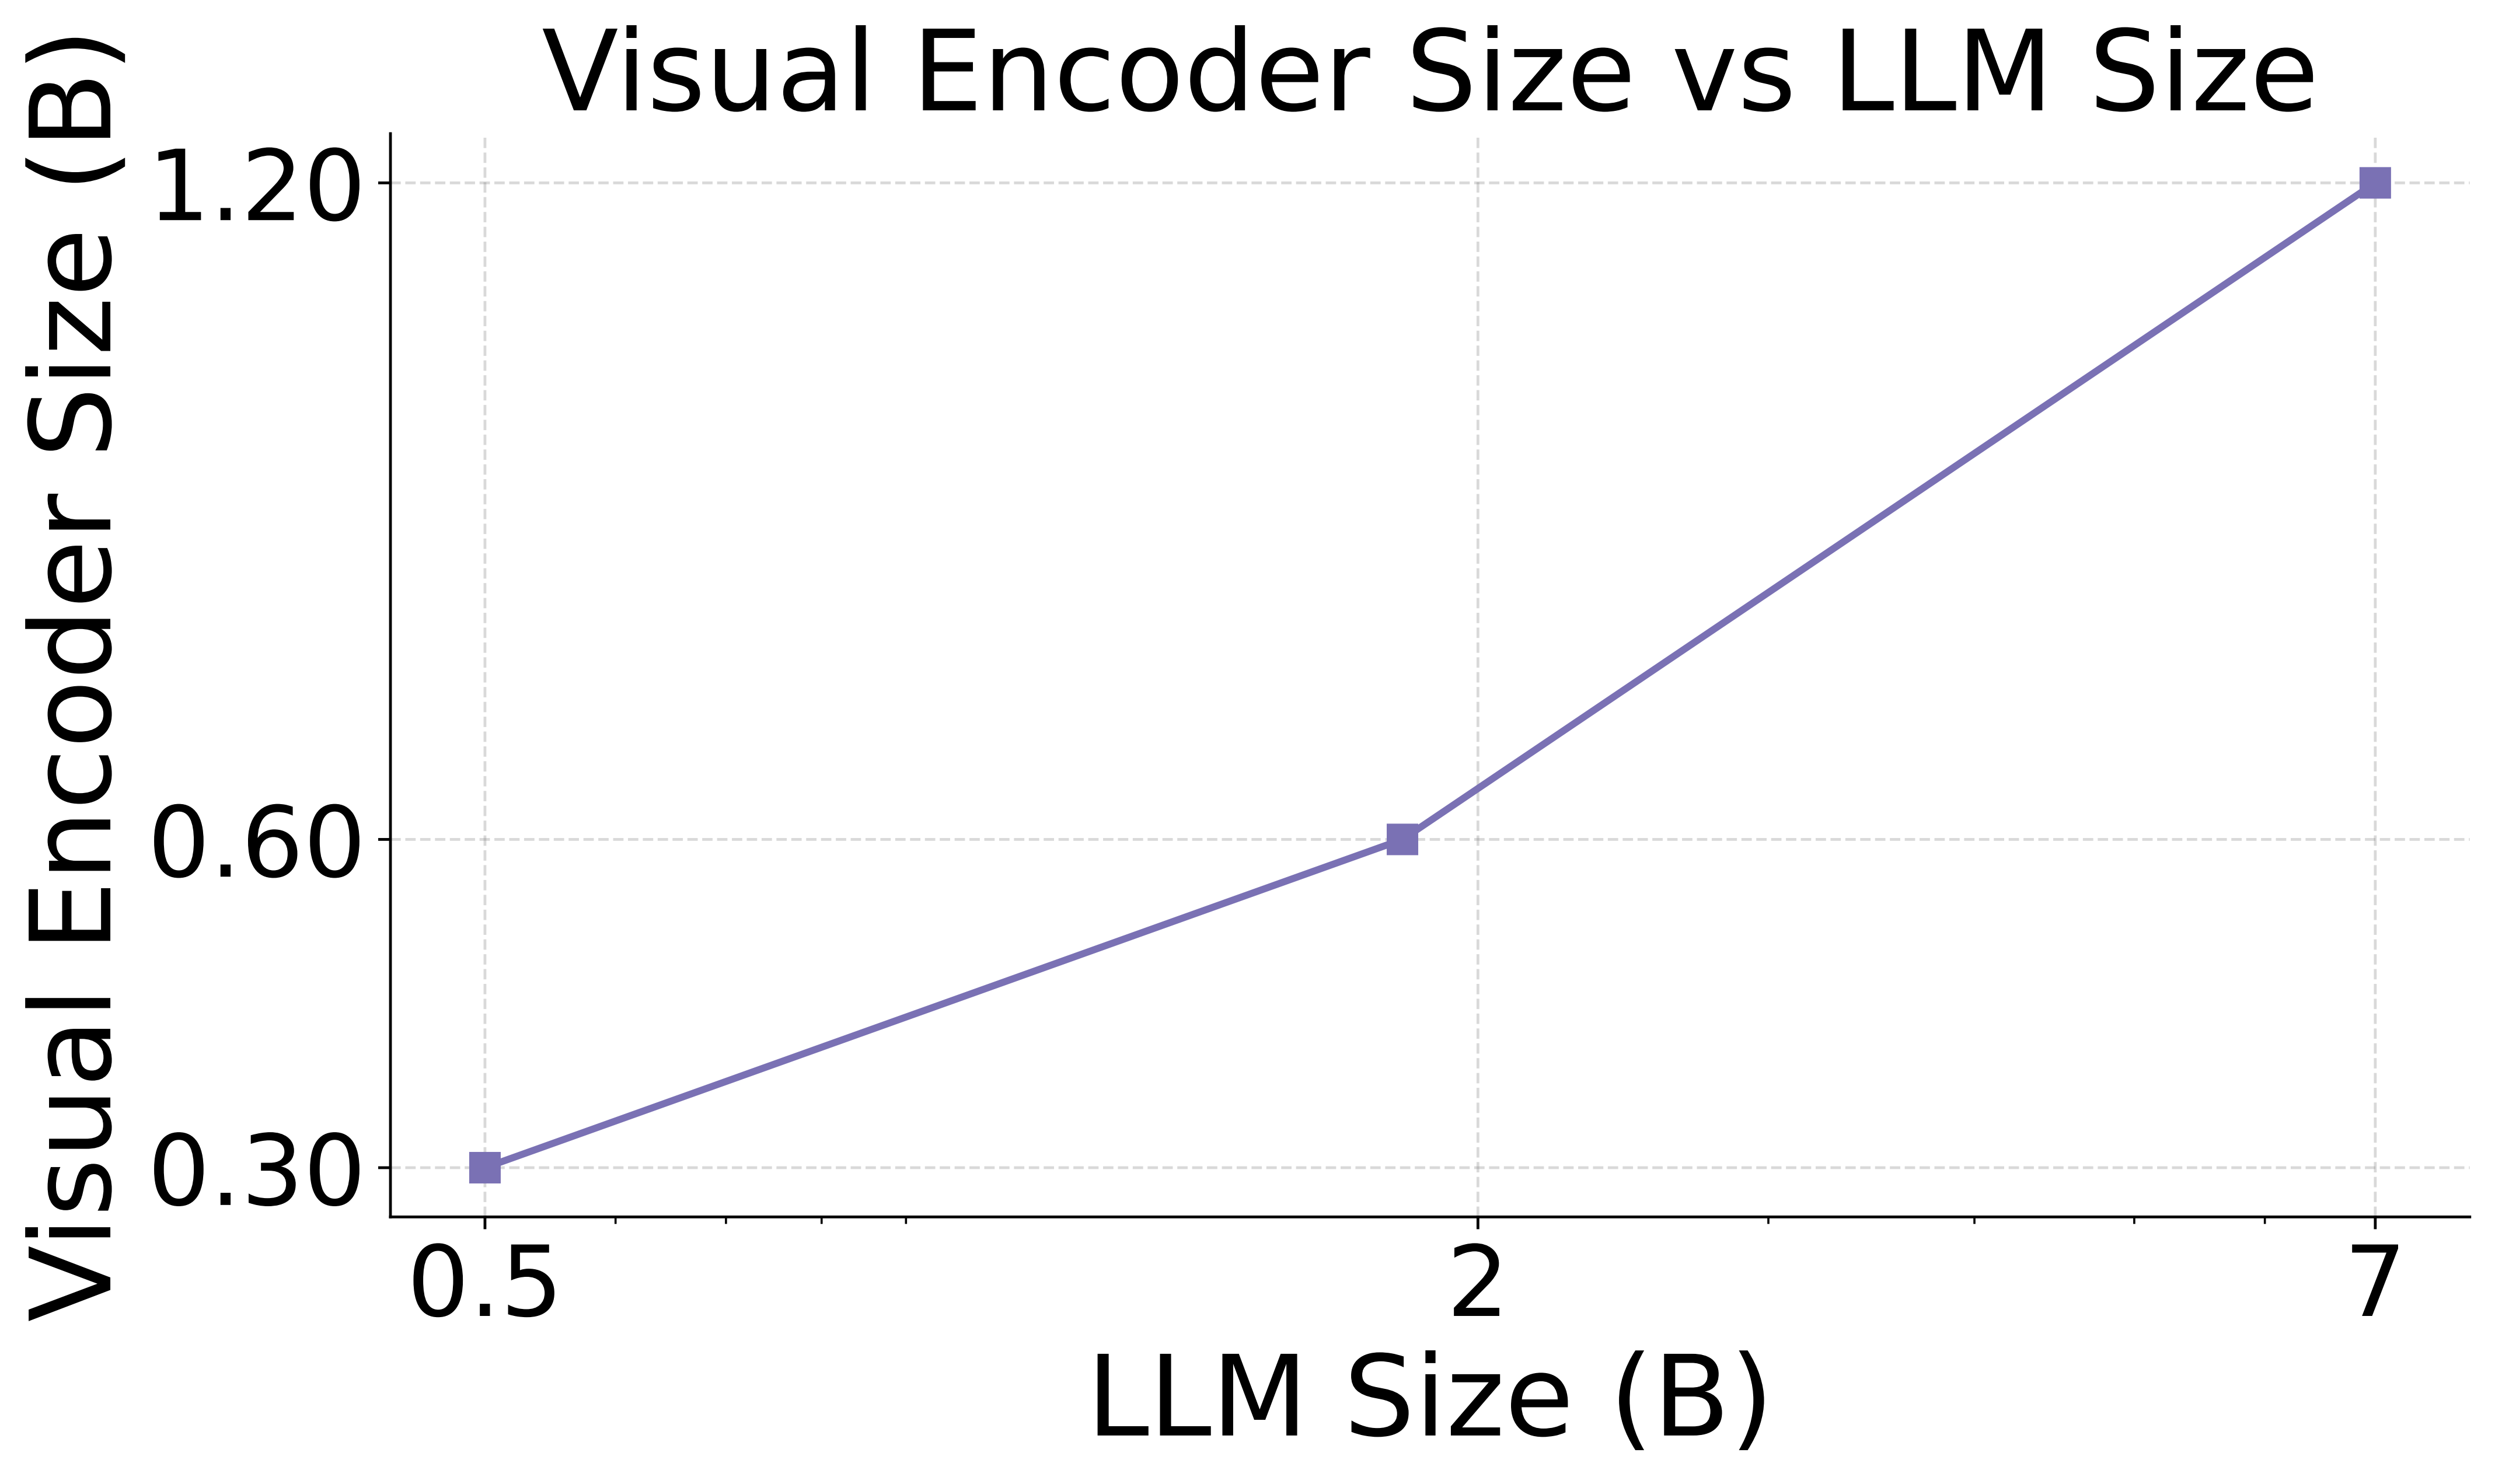 Visual Encoder Size vs LLM Size
Visual Encoder Size (B)
1.20
0.60
0.30
0.5
2
7
LLM Size (B)